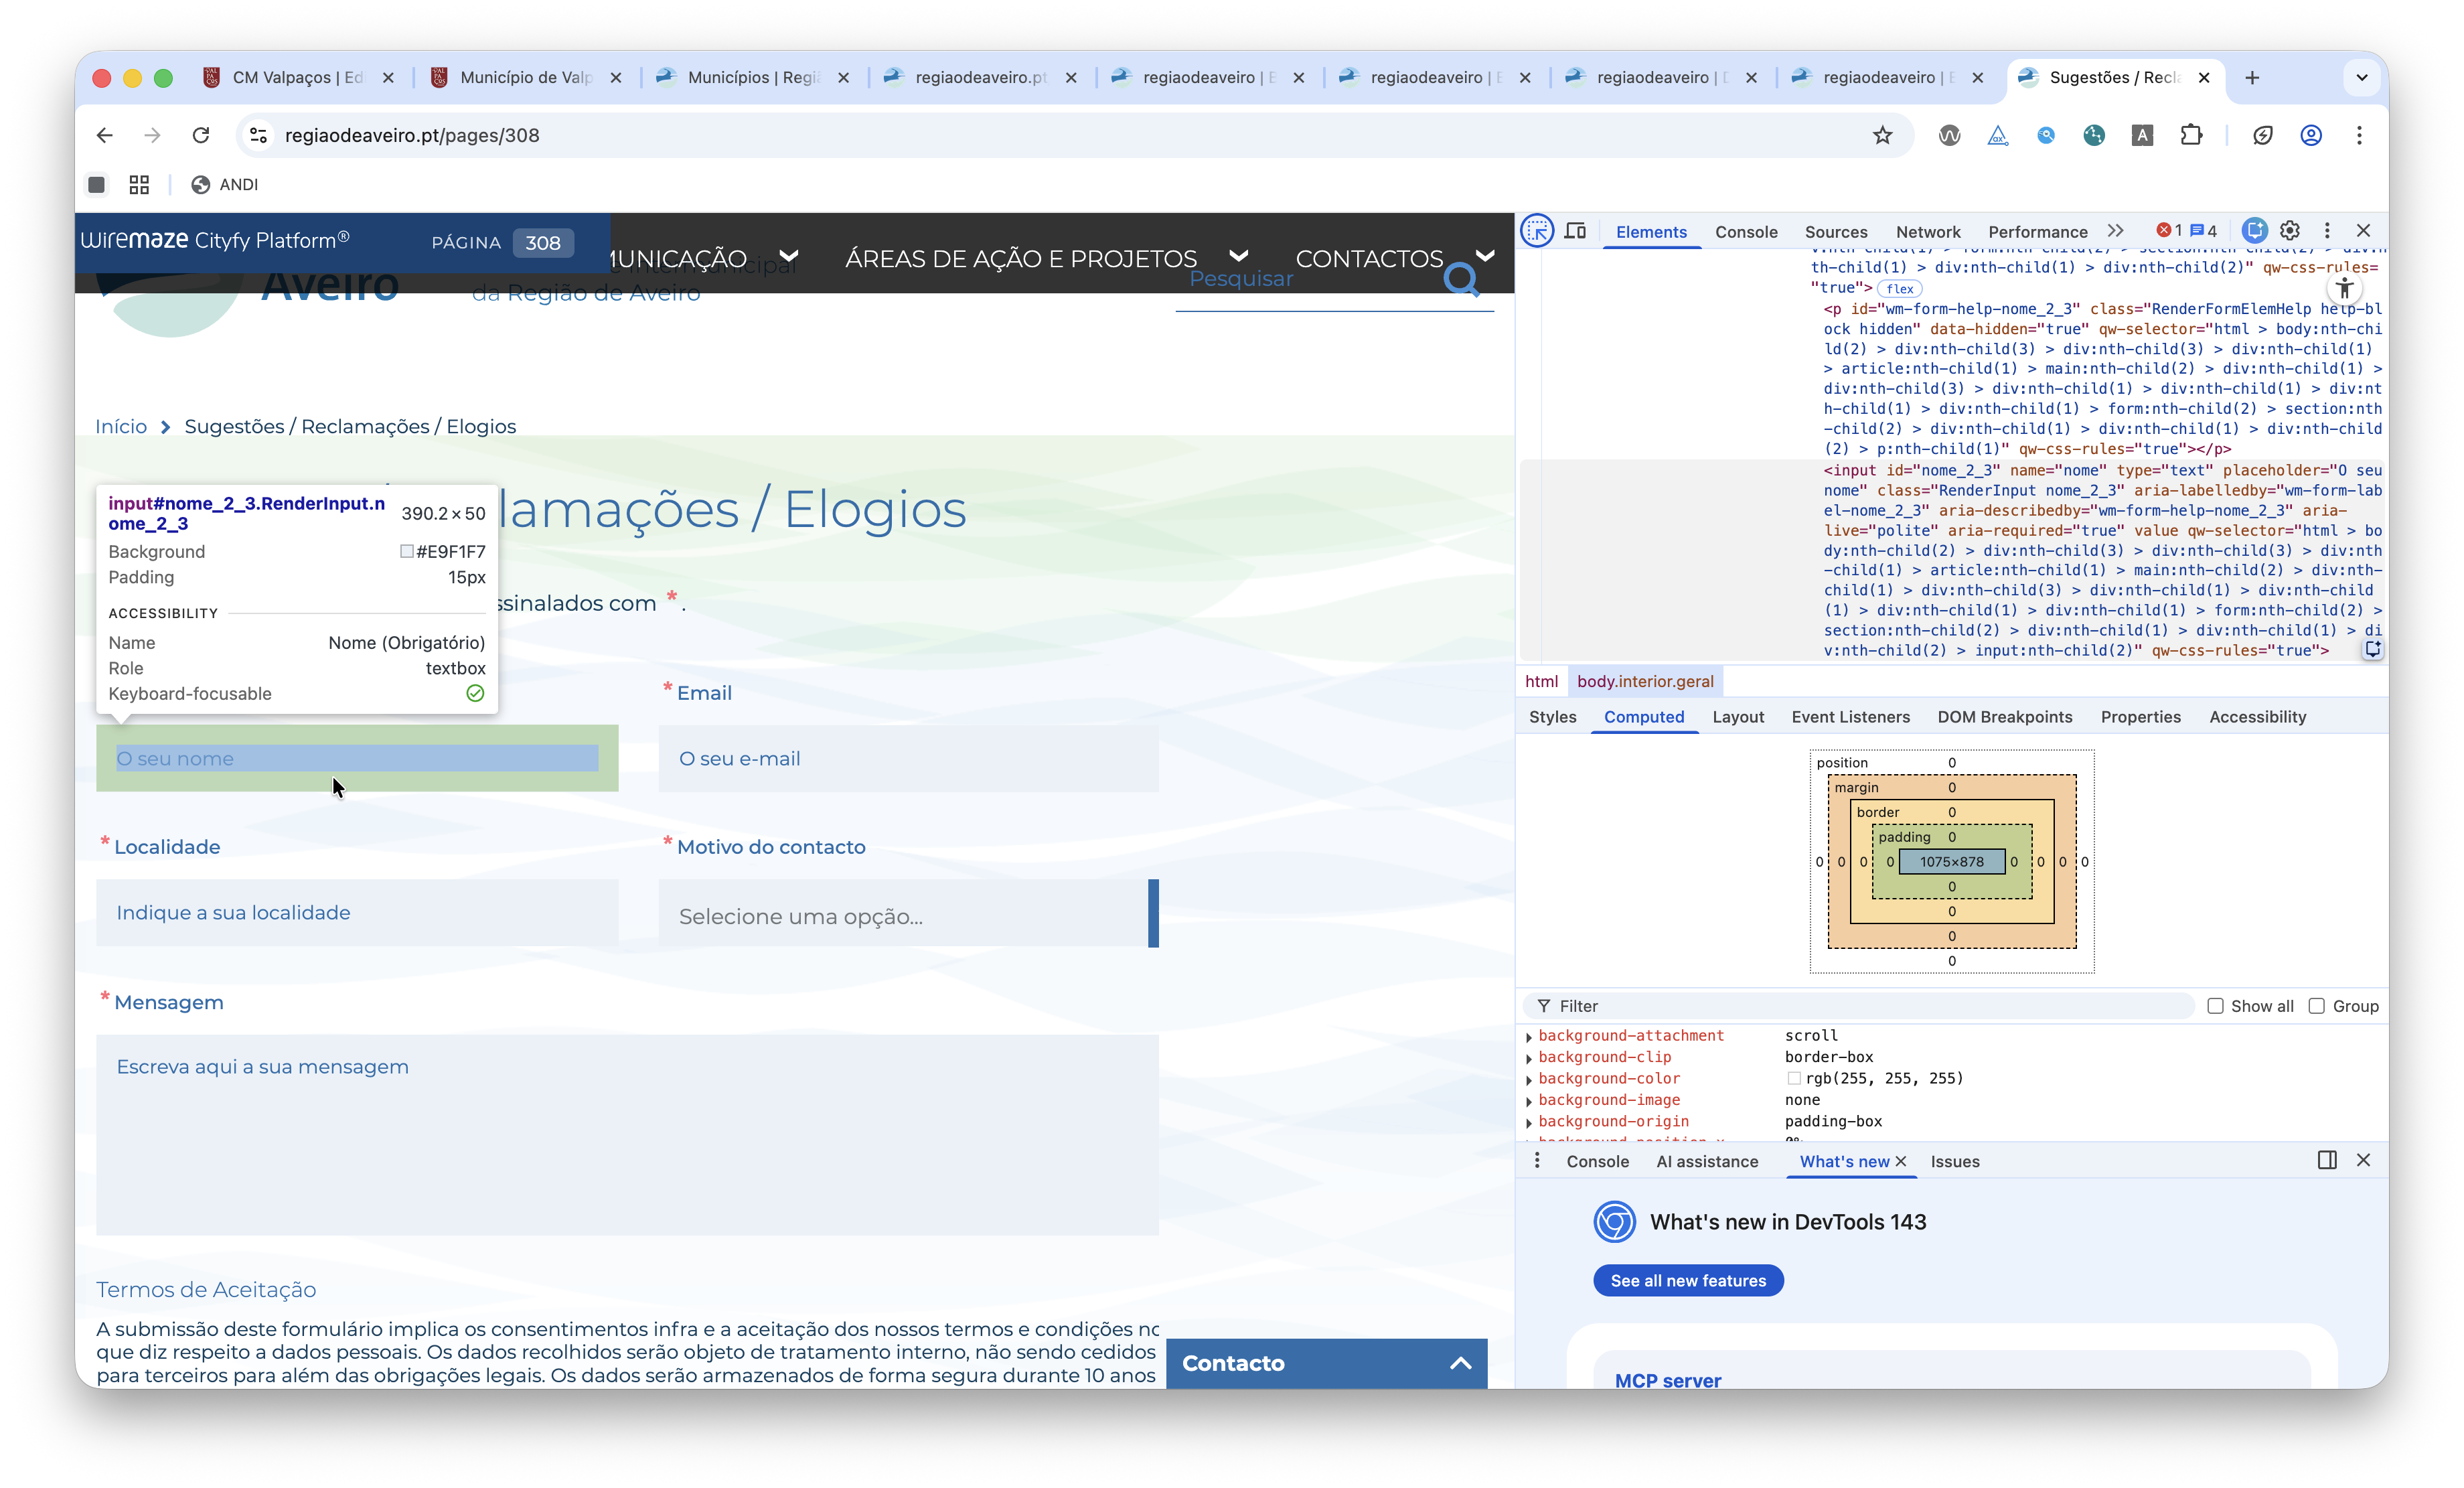 CM Valpaços | Ed
Município de Valp
Municípios | Regi
regiaodeaveiro.pt
regiaodeaveiro | E
regiaodeaveiro | E
regiaodeaveiro | D
regiaodeaveiro | E
Sugestões / Recl
regiaodeaveiro.pt/pages/308
ANDI
wiremaze Cityfy Platform®
PÁGINA 308
MUNICAÇÃO
ÁREAS DE AÇÃO E PROJETOS
CONTACTOS
Aveiro
da Região de Aveiro
Pesquisar
Início
Sugestões / Reclamações / Elogios
lamações / Elogios
ssinalados com * .
input#nome_2_3.RenderInput.n
ome_2_3
390.2 × 50
Background #E9F1F7
Padding 15px
ACCESSIBILITY
Name Nome (Obrigatório)
Role textbox
Keyboard-focusable
* Email
O seu nome
O seu e-mail
* Localidade
* Motivo do contacto
Indique a sua localidade
Selecione uma opção...
* Mensagem
Escreva aqui a sua mensagem
Termos de Aceitação
A submissão deste formulário implica os consentimentos infra e a aceitação dos nossos termos e condições no
que diz respeito a dados pessoais. Os dados recolhidos serão objeto de tratamento interno, não sendo cedidos
para terceiros para além das obrigações legais. Os dados serão armazenados de forma segura durante 10 anos
Contacto
Elements Console Sources Network Performance 1 4
th-child(1) > div:nth-child(1) > div:nth-child(2)" qw-css-rules=
"true"> flex
<p id="wm-form-help-nome_2_3" class="RenderFormElemHelp help-bl
ock hidden" data-hidden="true" qw-selector="html > body:nth-chi
ld(2) > div:nth-child(3) > div:nth-child(3) > div:nth-child(1)
> article:nth-child(1) > main:nth-child(2) > div:nth-child(1) >
div:nth-child(3) > div:nth-child(1) > div:nth-child(1) > div:nt
h-child(1) > div:nth-child(1) > form:nth-child(2) > section:nth
-child(2) > div:nth-child(1) > div:nth-child(1) > div:nth-child
(2) > p:nth-child(1)" qw-css-rules="true"></p>
<input id="nome_2_3" name="nome" type="text" placeholder="O seu
nome" class="RenderInput nome_2_3" aria-labelledby="wm-form-lab
el-nome_2_3" aria-describedby="wm-form-help-nome_2_3" aria-
live="polite" aria-required="true" value qw-selector="html > bo
dy:nth-child(2) > div:nth-child(3) > div:nth-child(3) > div:nth
-child(1) > article:nth-child(1) > main:nth-child(2) > div:nth-
child(1) > div:nth-child(3) > div:nth-child(1) > div:nth-child
(1) > div:nth-child(1) > div:nth-child(1) > form:nth-child(2) >
section:nth-child(2) > div:nth-child(1) > div:nth-child(1) > di
v:nth-child(2) > input:nth-child(2)" qw-css-rules="true">
html body.interior.geral
Styles Computed Layout Event Listeners DOM Breakpoints Properties Accessibility
position 0
margin 0
border 0
padding 0
0 0 0 0 1075×878 0 0 0 0
0
0
0
0
Filter Show all Group
background-attachment scroll
background-clip border-box
background-color rgb(255, 255, 255)
background-image none
background-origin padding-box
Console AI assistance What's new Issues
What's new in DevTools 143
See all new features
MCP server